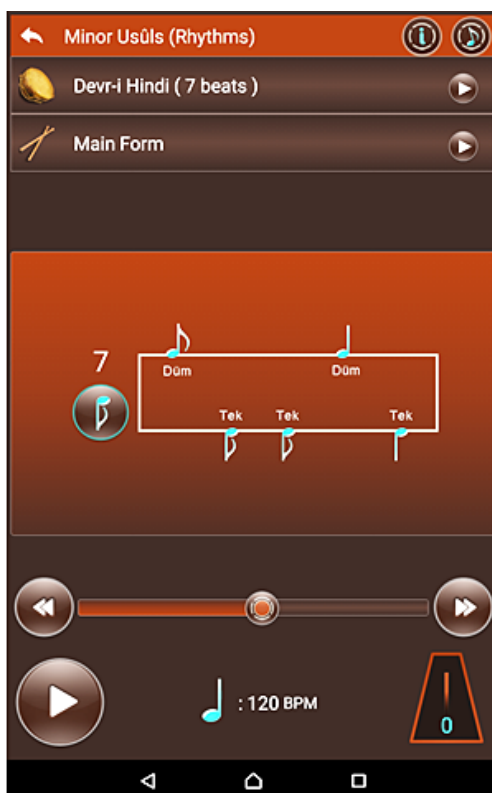 Minor Usûls (Rhythms)
Devr-i Hindi ( 7 beats )
Main Form
7
Düm Düm
Tek Tek Tek
: 120 BPM
0